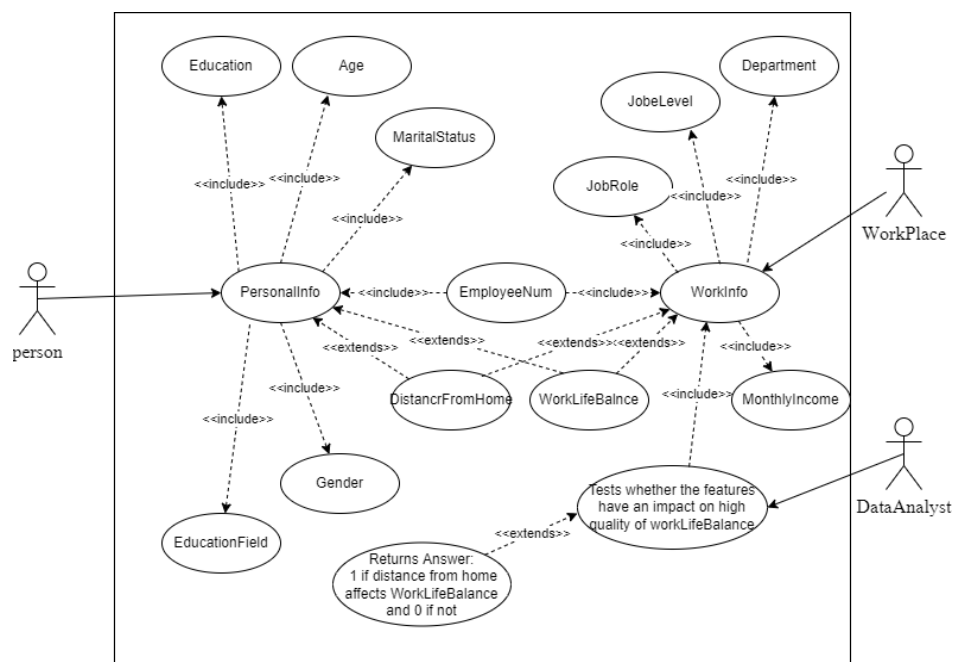 Education
Age
Department
JobeLevel
MaritalStatus
<<include>>
<<include>>
<<include>>
JobRole
<<include>>
<<include>>
<<include>>
WorkPlace
PersonalInfo
<<include>>
EmployeeNum
<<include>>
WorkInfo
person
<<extends>>
<<extends>>
<<extends>>
<<extends>>
<<include>>
<<include>>
<<include>>
<<include>>
DistancrFromHome
WorkLifeBalnce
MonthlyIncome
Gender
Tests whether the features
have an impact on high
quality of workLifeBalance
DataAnalyst
<<extends>>
EducationField
Returns Answer:
1 if distance from home
affects WorkLifeBalance
and 0 if not